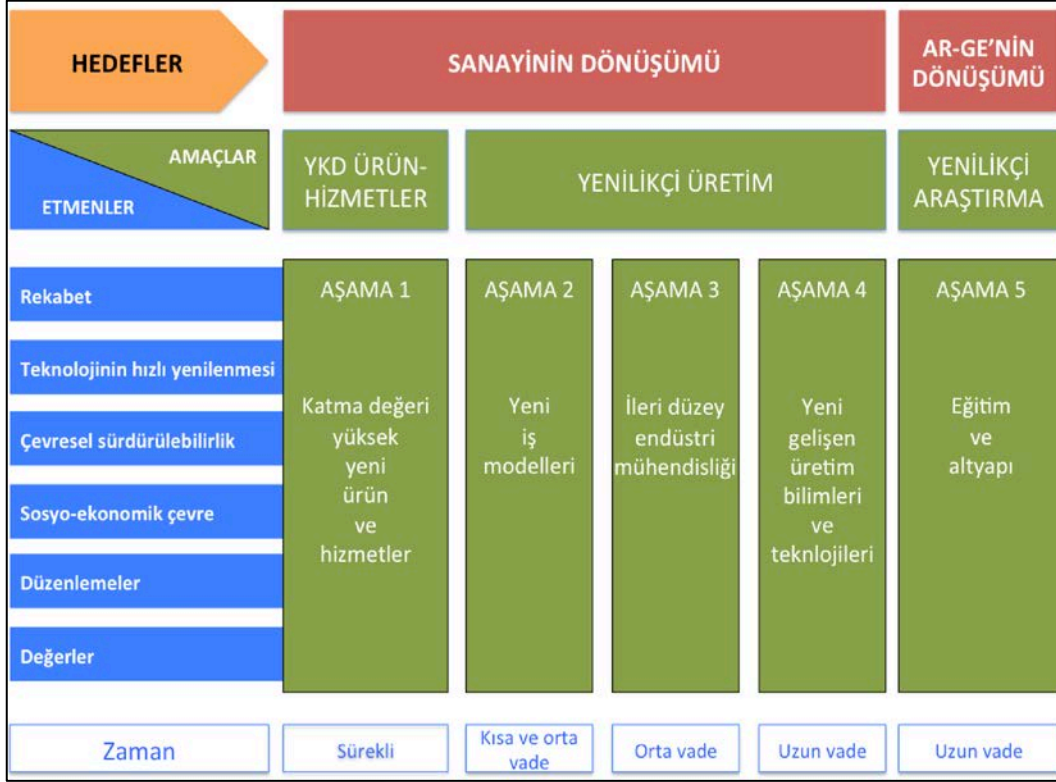 HEDEFLER
SANAYİNİN DÖNÜŞÜMÜ
AR-GE’NİN
DÖNÜŞÜMÜ
AMAÇLAR
ETMENLER
YKD ÜRÜN-
HİZMETLER
YENİLİKÇİ ÜRETİM
YENİLİKÇİ
ARAŞTIRMA
Rekabet
Teknolojinin hızlı yenilenmesi
Çevresel sürdürülebilirlik
Sosyo-ekonomik çevre
Düzenlemeler
Değerler
AŞAMA 1
Katma değeri
yüksek
yeni
ürün
ve
hizmetler
AŞAMA 2
Yeni
iş
modelleri
AŞAMA 3
İleri düzey
endüstri
mühendisliği
AŞAMA 4
Yeni
gelişen
üretim
bilimleri
ve
teknlojileri
AŞAMA 5
Eğitim
ve
altyapı
Zaman
Sürekli
Kısa ve orta
vade
Orta vade
Uzun vade
Uzun vade